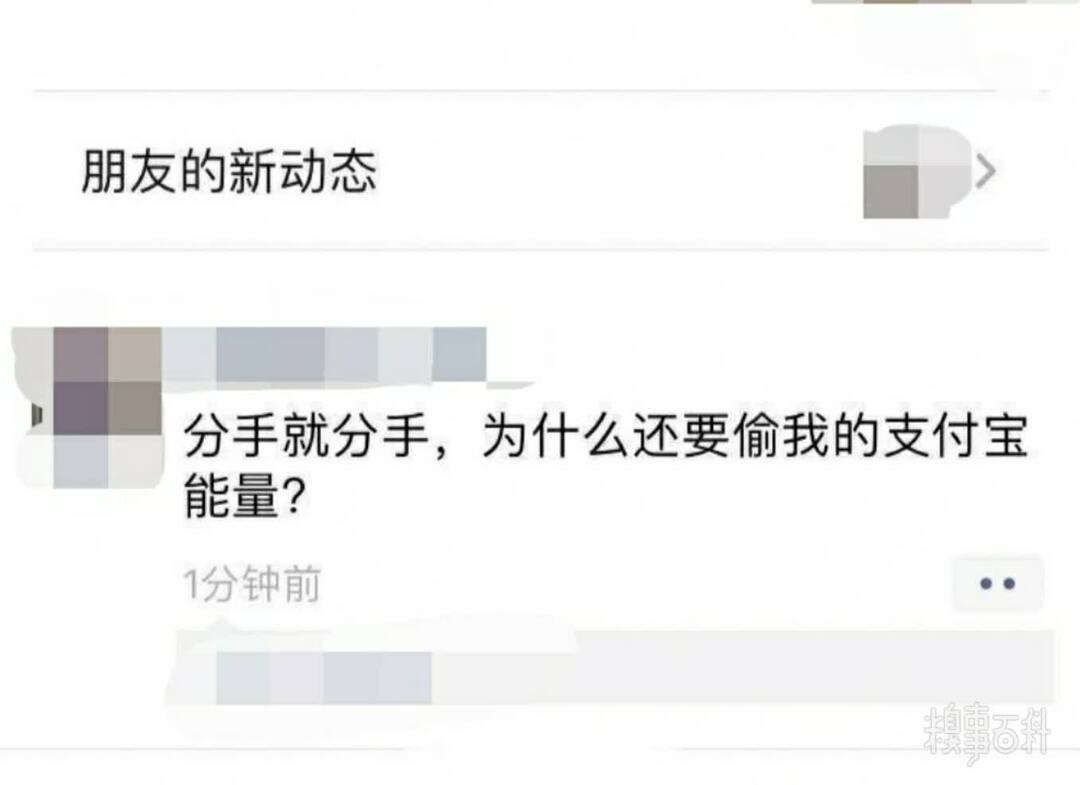 朋友的新动态
分手就分手，为什么还要偷我的支付宝
能量？
1分钟前
糗事百科